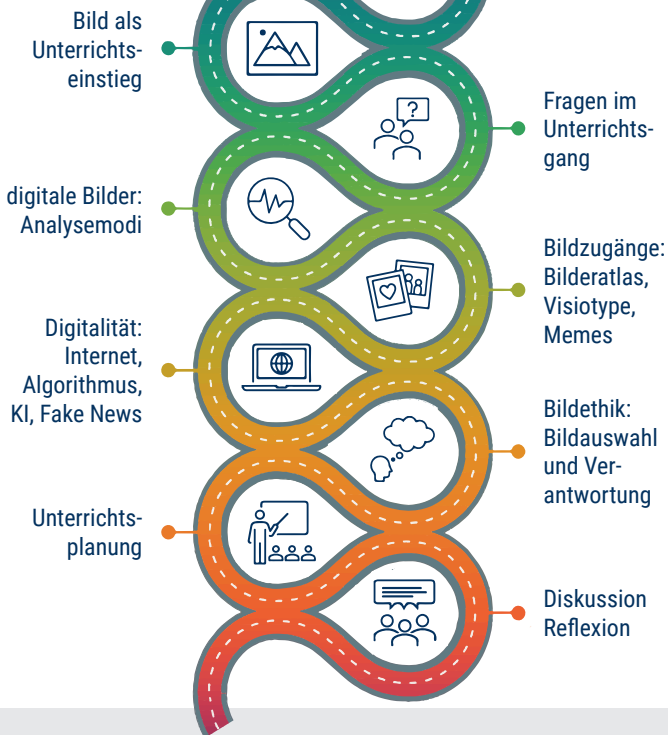 Bild als
Unterrichts-
einstieg
?
Fragen im
Unterrichts-
gang
digitale Bilder:
Analysemodi
Bildzugänge:
Bilderatlas,
Visiotype,
Memes
Digitalität:
Internet,
Algorithmus,
KI, Fake News
Bildethik:
Bildauswahl
und Ver-
antwortung
Unterrichts-
planung
Diskussion
Reflexion